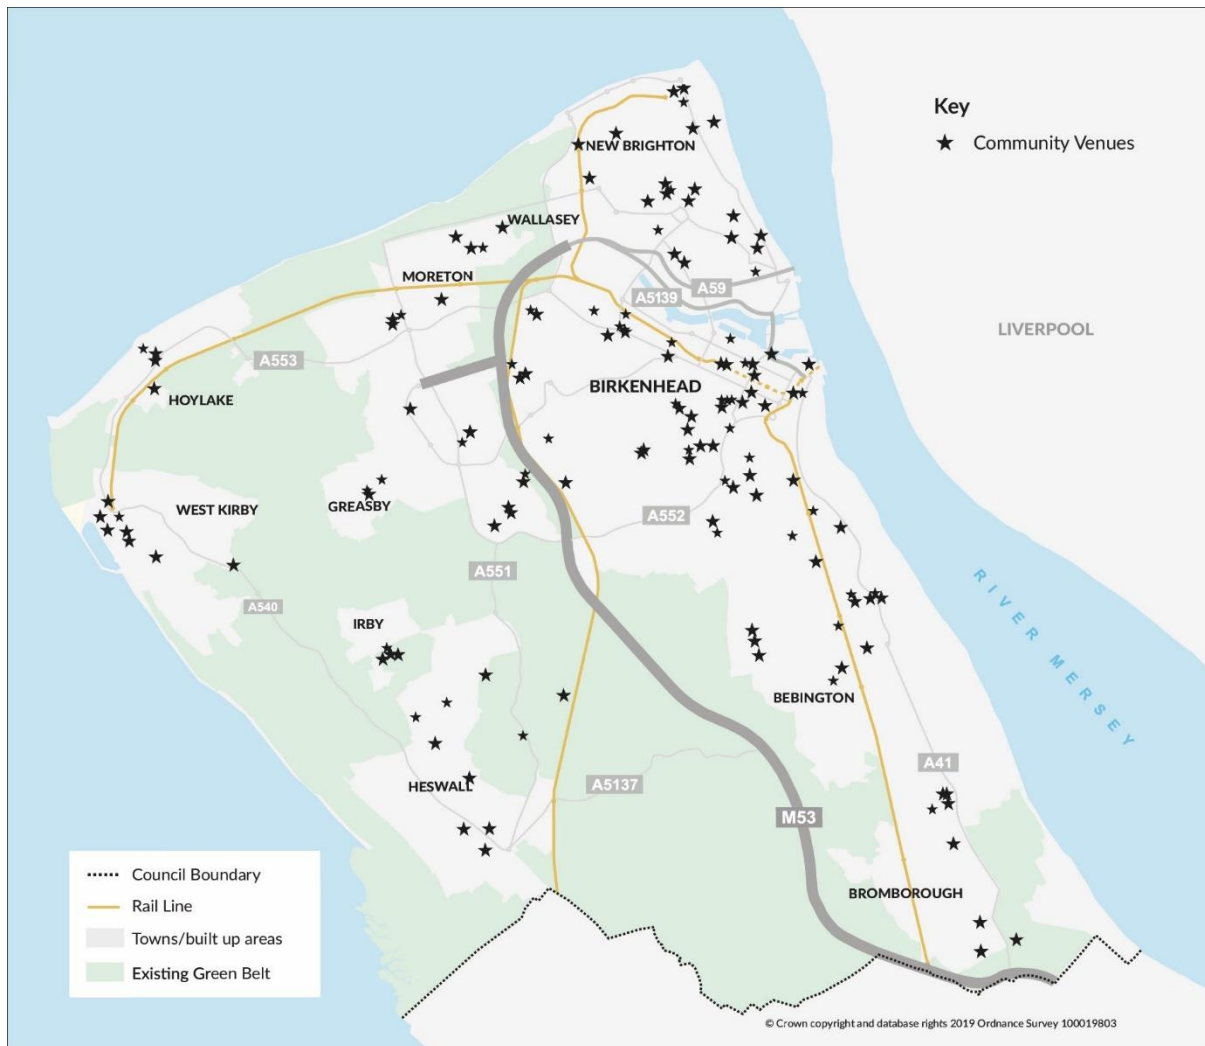 Key
Community Venues
NEW BRIGHTON
WALLASEY
MORETON
A59
A5139
LIVERPOOL
A553
BIRKENHEAD
HOYLAKE
WEST KIRBY
GREASBY
A552
A551
A540
IRBY
RIVER MERSEY
BEBINGTON
HESWALL
A5137
A41
M53
BROMBOROUGH
Council Boundary
Rail Line
Towns/built up areas
Existing Green Belt
© Crown copyright and database rights 2019 Ordnance Survey 100019803